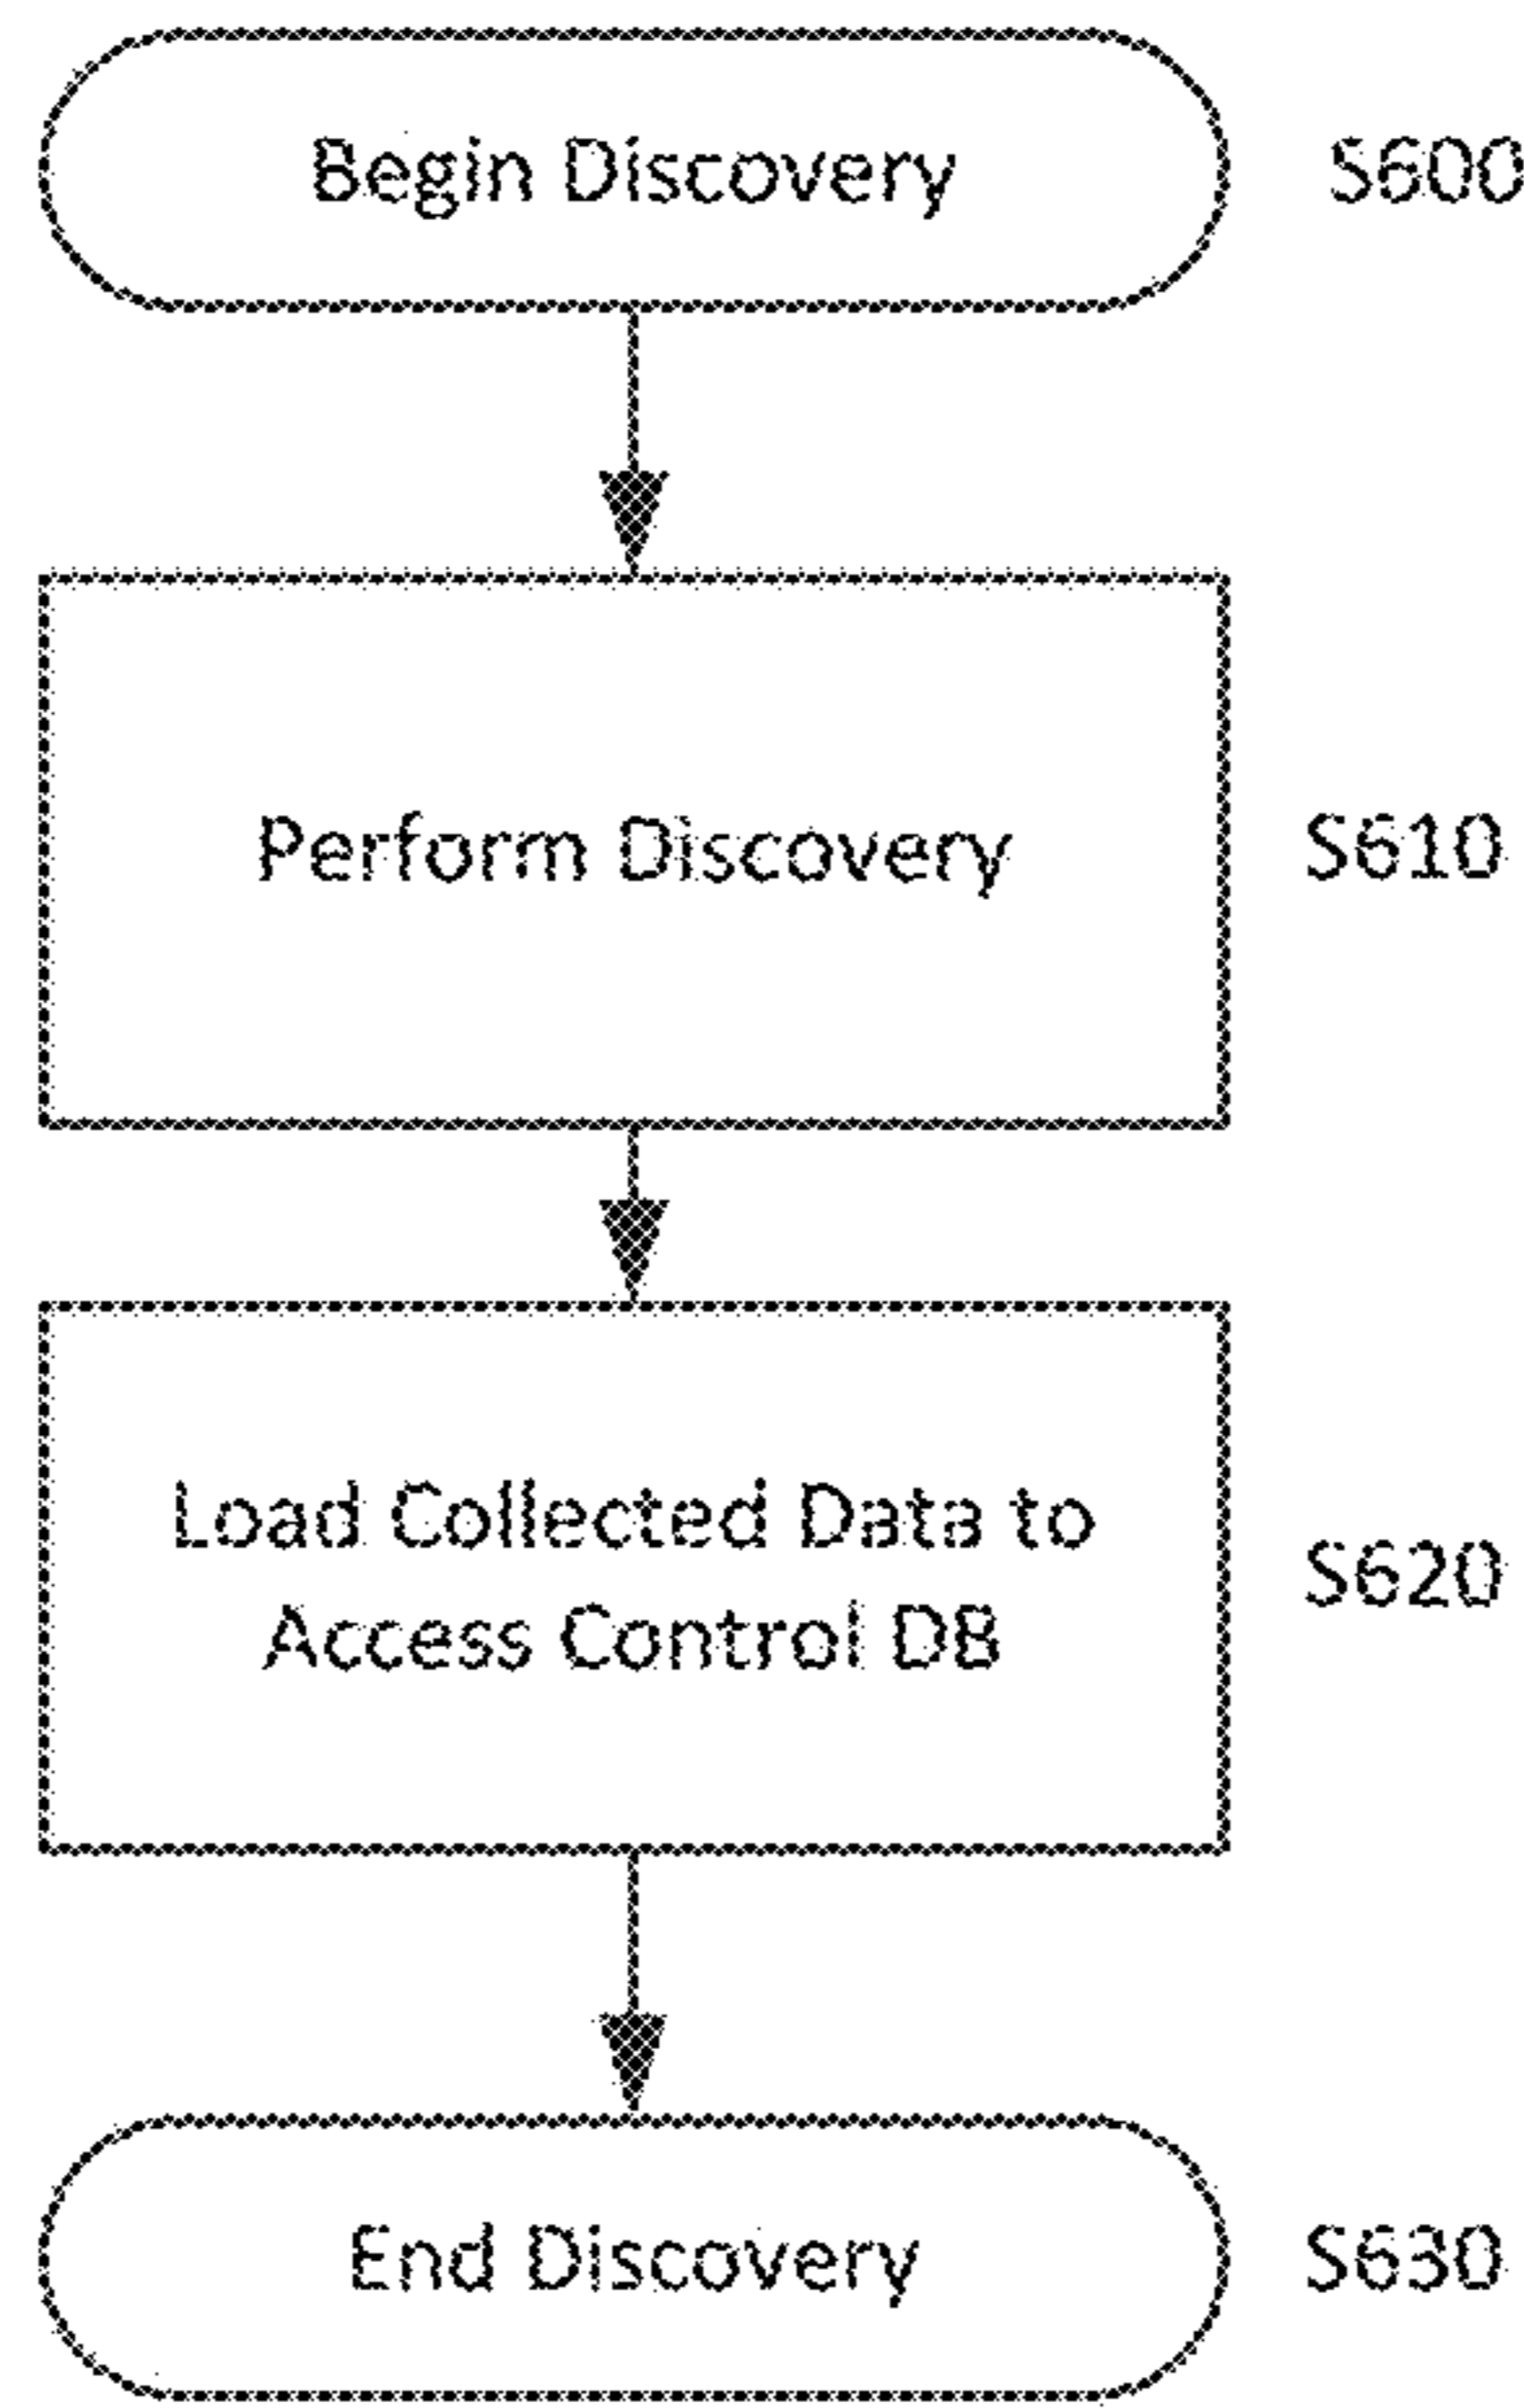 Begin Discovery
S600
Perform Discovery
S610
Load Collected Data to
Access Control DB
S620
End Discovery
S630